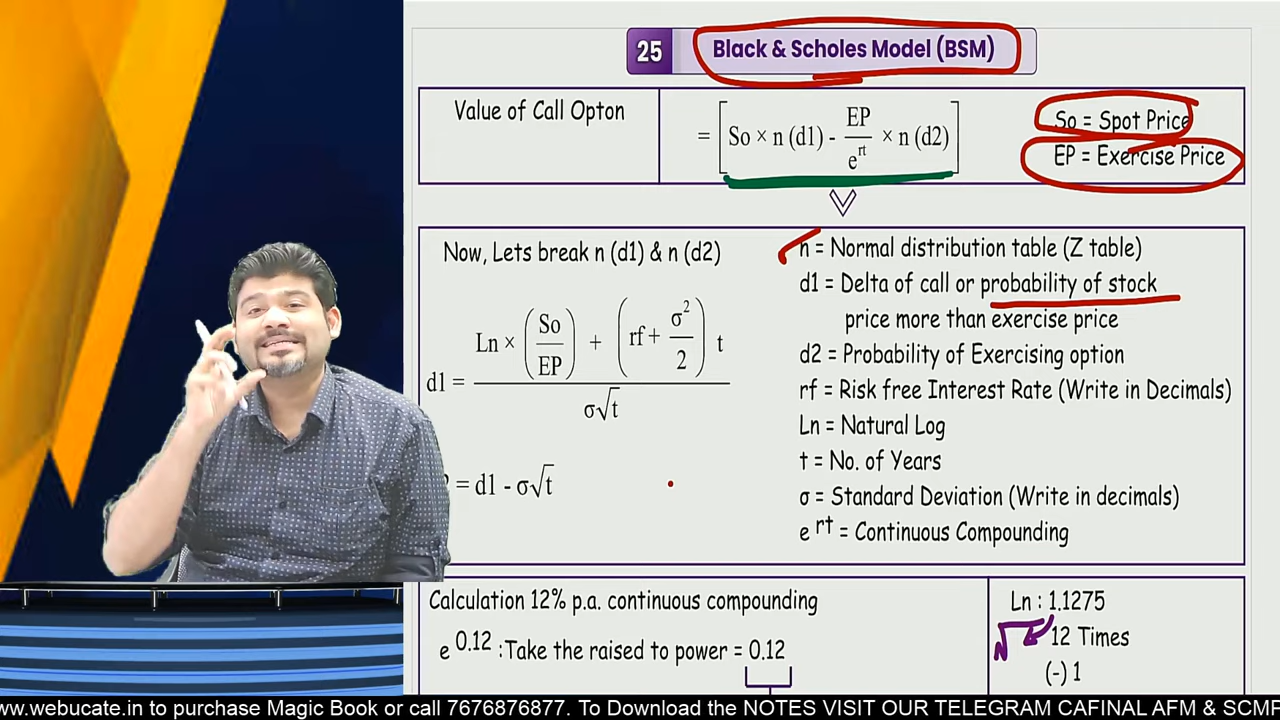 25 Black & Scholes Model (BSM)
Value of Call Opton
= [ So × n (d1) - EP / e^rt × n (d2) ]
So = Spot Price
EP = Exercise Price
Now, Lets break n (d1) & n (d2)
d1 = Ln × (So / EP) + (rf + σ² / 2) t / σ√t
= d1 - σ√t
n = Normal distribution table (Z table)
d1 = Delta of call or probability of stock
price more than exercise price
d2 = Probability of Exercising option
rf = Risk free Interest Rate (Write in Decimals)
Ln = Natural Log
t = No. of Years
σ = Standard Deviation (Write in decimals)
e^rt = Continuous Compounding
Calculation 12% p.a. continuous compounding
e^0.12 : Take the raised to power = 0.12
Ln : 1.1275
√ 12 Times
(-) 1
ww.webucate.in to purchase Magic Book or call 7676876877. To Download the NOTES VISIT OUR TELEGRAM CAFINAL AFM & SCMP